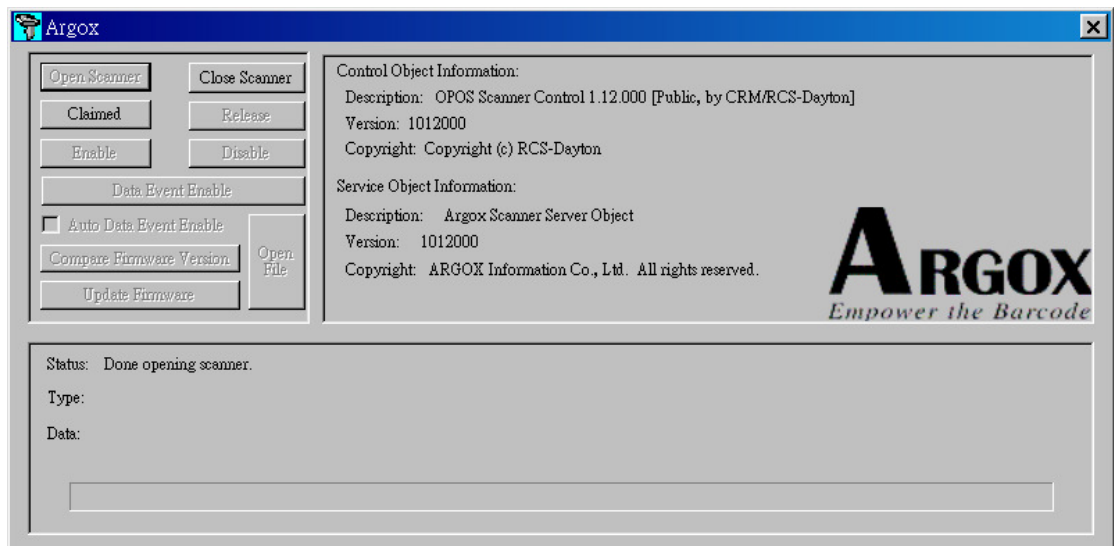 Argox
Open Scanner
Close Scanner
Claimed
Release
Enable
Disable
Data Event Enable
Auto Data Event Enable
Compare Firmware Version
Open File
Update Firmware
Control Object Information:
Description: OPOS Scanner Control 1.12.000 [Public, by CRM/RCS-Dayton]
Version: 1012000
Copyright: Copyright (c) RCS-Dayton
Service Object Information:
Description: Argox Scanner Server Object
Version: 1012000
Copyright: ARGOX Information Co., Ltd. All rights reserved.
ARGOX
Empower the Barcode
Status: Done opening scanner.
Type:
Data: